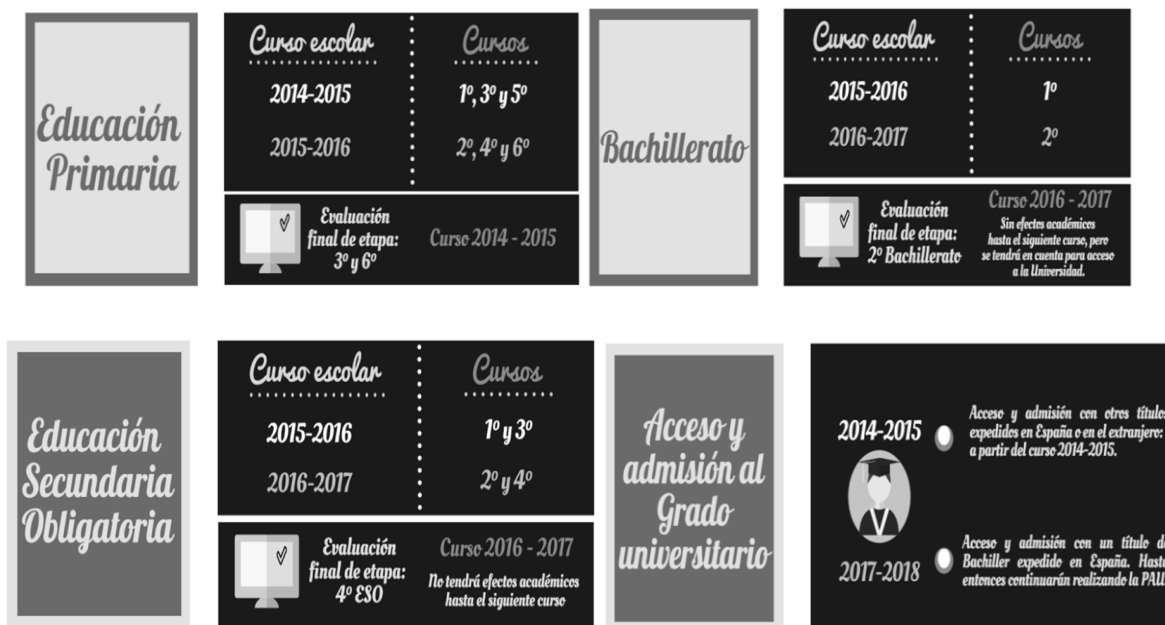 Educación
Primaria
Curso escolar
Cursos
2014-2015
1º, 3º y 5º
2015-2016
2º, 4º y 6º
Evaluación
final de etapa:
3º y 6º
Curso 2014 - 2015
Bachillerato
Curso escolar
Cursos
2015-2016
1º
2016-2017
2º
Evaluación
final de etapa:
2º Bachillerato
Curso 2016 - 2017
Sin efectos académicos
hasta el siguiente curso, pero
se tendrá en cuenta para acceso
a la Universidad.
Educación
Secundaria
Obligatoria
Curso escolar
Cursos
2015-2016
1º y 3º
2016-2017
2º y 4º
Evaluación
final de etapa:
4º ESO
Curso 2016 - 2017
No tendrá efectos académicos
hasta el siguiente curso
Acceso y
admisión al
Grado
universitario
2014-2015
Acceso y admisión con otros títulos
expedidos en España o en el extranjero:
a partir del curso 2014-2015.
2017-2018
Acceso y admisión con un título de
Bachiller expedido en España. Hasta
entonces continuarán realizando la PAU